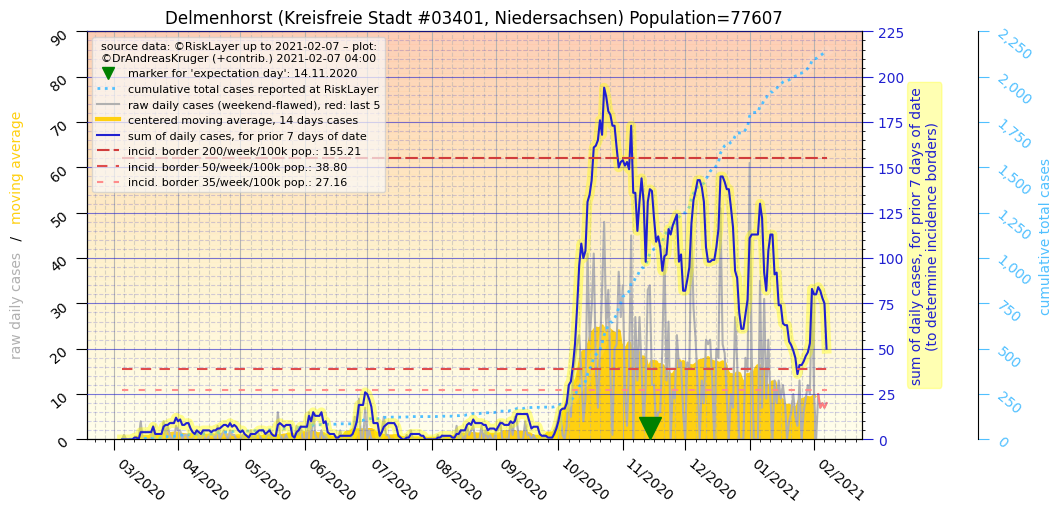 Delmenhorst (Kreisfreie Stadt #03401, Niedersachsen) Population=77607
source data: ©RiskLayer up to 2021-02-07 – plot:
©DrAndreasKruger (+contrib.) 2021-02-07 04:00
marker for 'expectation day': 14.11.2020
cumulative total cases reported at RiskLayer
raw daily cases (weekend-flawed), red: last 5
centered moving average, 14 days cases
sum of daily cases, for prior 7 days of date
incid. border 200/week/100k pop.: 155.21
incid. border 50/week/100k pop.: 38.80
incid. border 35/week/100k pop.: 27.16
raw daily cases / moving average
90
80
70
60
50
40
30
20
10
0
03/2020
04/2020
05/2020
06/2020
07/2020
08/2020
09/2020
10/2020
11/2020
12/2020
01/2021
02/2021
225
200
175
150
125
100
75
50
25
0
sum of daily cases, for prior 7 days of date
(to determine incidence borders)
2,250
2,000
1,750
1,500
1,250
1,000
750
500
250
0
cumulative total cases